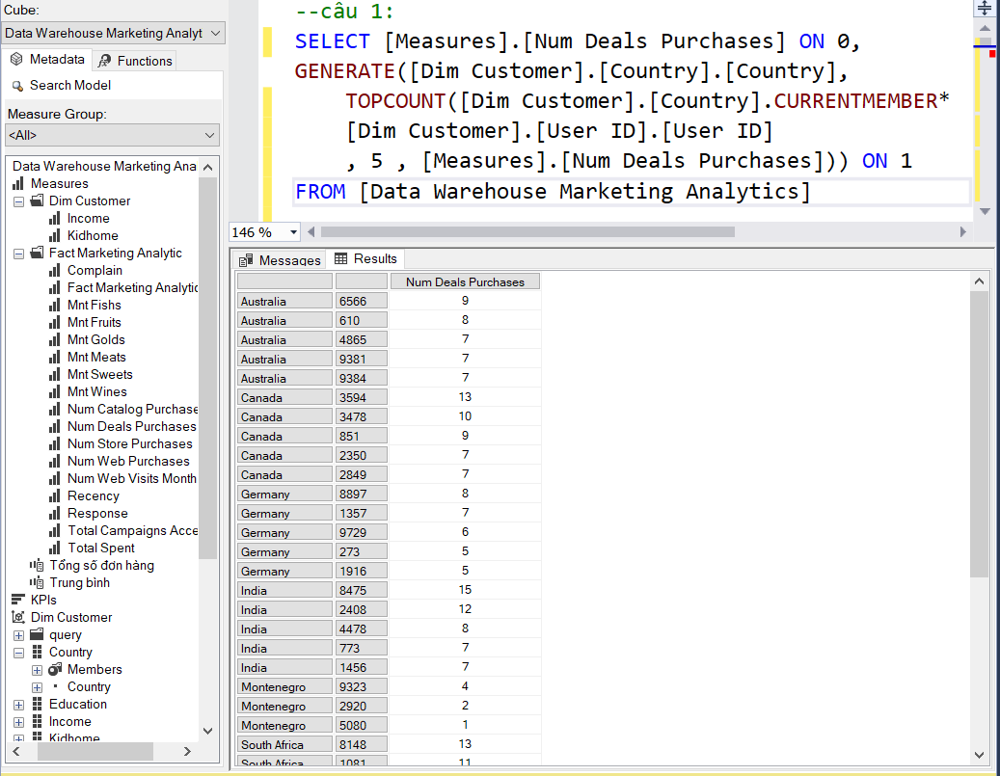 Cube:
Data Warehouse Marketing Analyt
Metadata Functions
Search Model
Measure Group:
<All>
Data Warehouse Marketing Ana
Measures
Dim Customer
Income
Kidhome
Fact Marketing Analytic
Complain
Fact Marketing Analytic
Mnt Fishs
Mnt Fruits
Mnt Golds
Mnt Meats
Mnt Sweets
Mnt Wines
Num Catalog Purchase
Num Deals Purchases
Num Store Purchases
Num Web Purchases
Num Web Visits Month
Recency
Response
Total Campaigns Acce
Total Spent
Tổng số đơn hàng
Trung bình
KPIs
Dim Customer
query
Country
Members
Country
Education
Income
Kidhome
--câu 1:
SELECT [Measures].[Num Deals Purchases] ON 0,
GENERATE([Dim Customer].[Country].[Country],
TOPCOUNT([Dim Customer].[Country].CURRENTMEMBER*
[Dim Customer].[User ID].[User ID]
, 5 , [Measures].[Num Deals Purchases])) ON 1
FROM [Data Warehouse Marketing Analytics]
146 %
Messages Results
Num Deals Purchases
Australia 6566 9
Australia 610 8
Australia 4865 7
Australia 9381 7
Australia 9384 7
Canada 3594 13
Canada 3478 10
Canada 851 9
Canada 2350 7
Canada 2849 7
Germany 8897 8
Germany 1357 7
Germany 9729 6
Germany 273 5
Germany 1916 5
India 8475 15
India 2408 12
India 4478 8
India 773 7
India 1456 7
Montenegro 9323 4
Montenegro 2920 2
Montenegro 5080 1
South Africa 8148 13
South Africa 1081 11